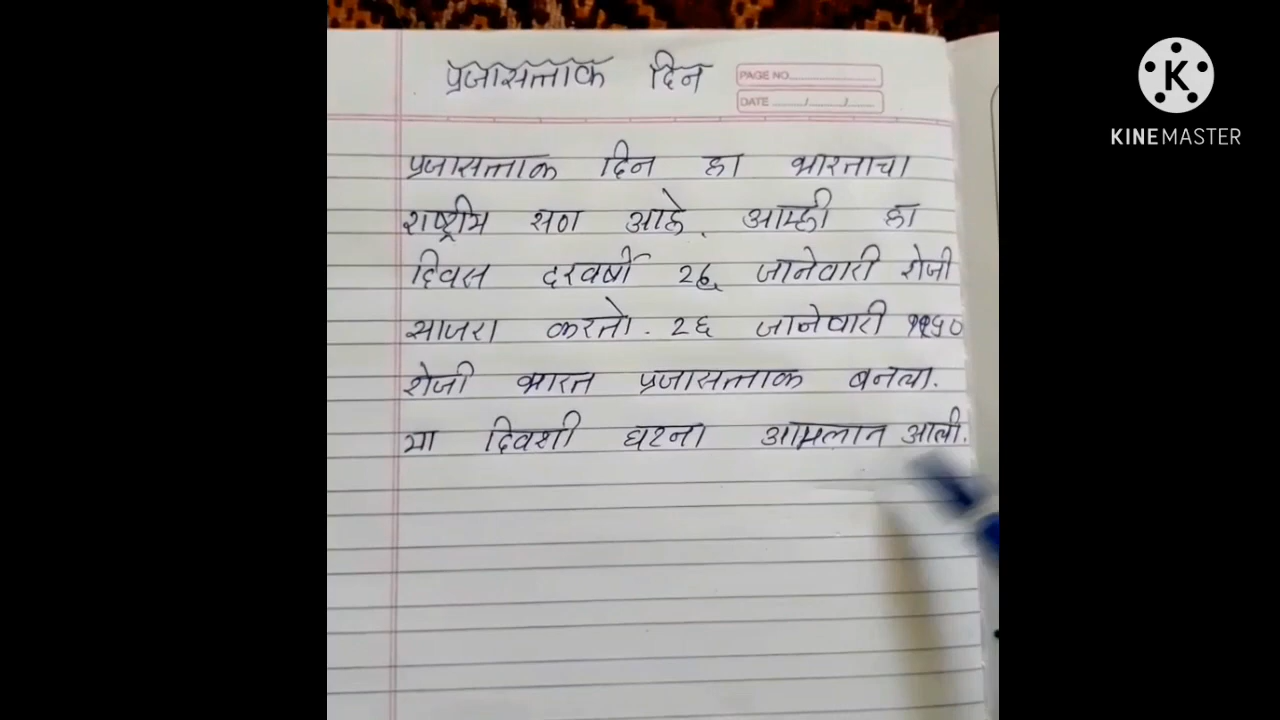 प्रजासत्ताक दिन
PAGE NO.
DATE
प्रजासत्ताक दिन हा भारताचा
राष्ट्रीय सण आहे. आम्ही हा
दिवस दरवर्षी २६ जानेवारी रोजी
साजरा करतो. २६ जानेवारी १९५०
रोजी भारत प्रजासत्ताक बनला.
या दिवशी घटना आमलात आली.
KINEMASTER